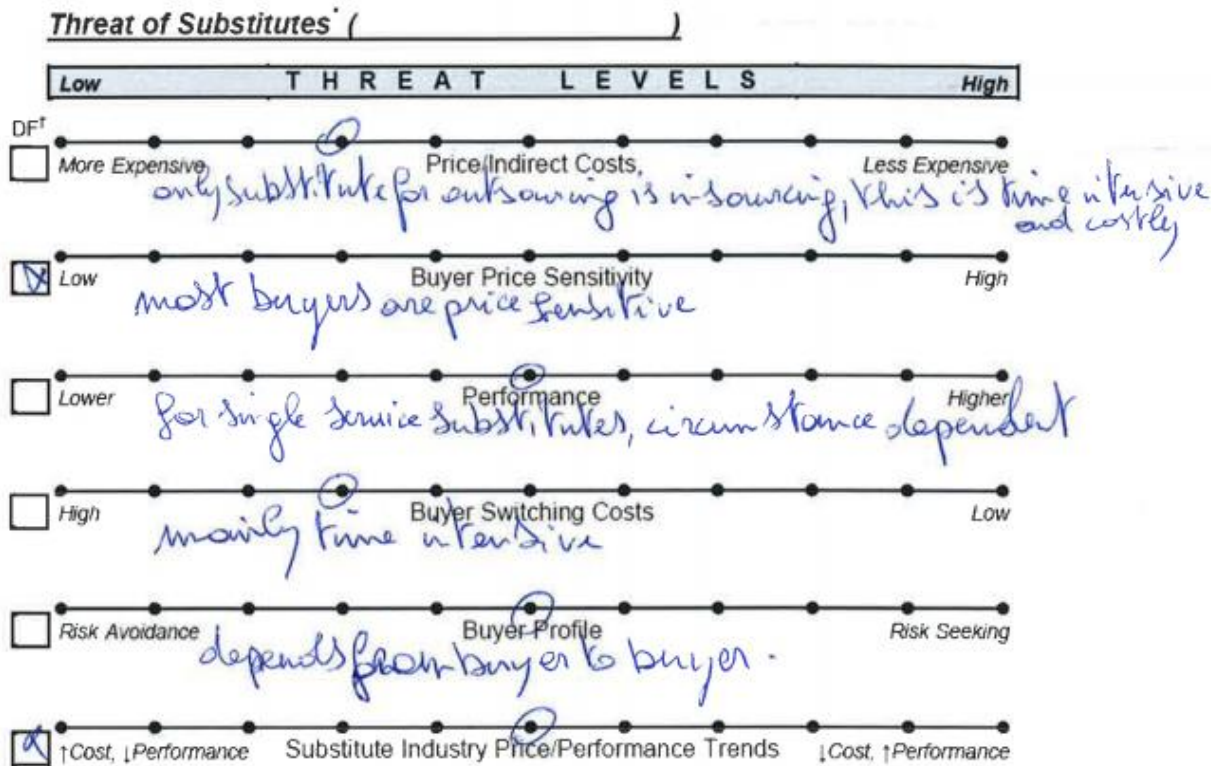 Threat of Substitutes* (                    )
Low THREAT LEVELS High
DF†
More Expensive Price/Indirect Costs Less Expensive
only substitute for outsourcing is in-sourcing, this is time intensive
and costly
Low Buyer Price Sensitivity High
most buyers are price sensitive
Lower Performance Higher
for single service substitutes, circumstance dependent
High Buyer Switching Costs Low
mainly time intensive
Risk Avoidance Buyer Profile Risk Seeking
depends from buyer to buyer.
↑Cost, ↓Performance Substitute Industry Price/Performance Trends ↓Cost, ↑Performance